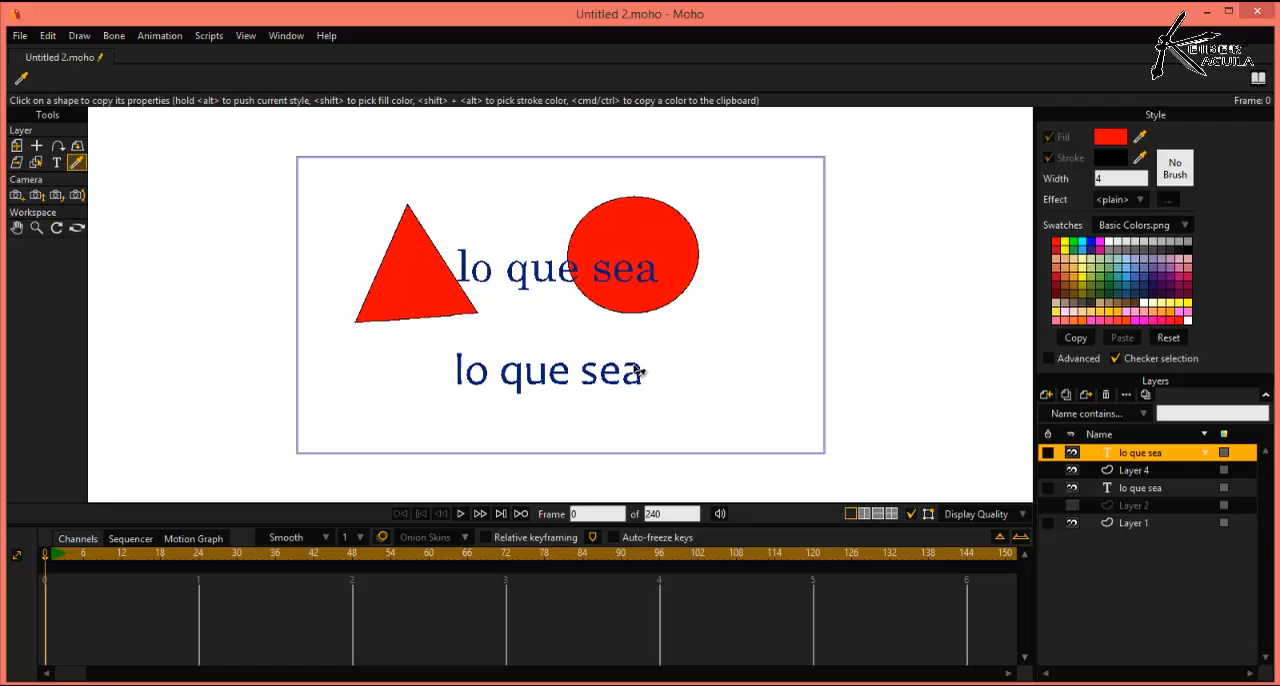 Untitled 2.moho - Moho
File Edit Draw Bone Animation Scripts View Window Help
Untitled 2.moho
Click on a shape to copy its properties (hold <alt> to push current style, <shift> to pick fill color, <shift> + <alt> to pick stroke color, <cmd/ctrl> to copy a color to the clipboard)
Frame: 0
Tools
Layer
Camera
Workspace
lo que sea
lo que sea
Style
Fill
Stroke
No Brush
Width 4
Effect <plain> ...
Swatches Basic Colors.png
Copy Paste Reset
Advanced Checker selection
Layers
Name contains...
Name
lo que sea
Layer 4
lo que sea
Layer 2
Layer 1
Frame 0 of 240
Display Quality
Channels Sequencer Motion Graph Smooth 1 Onion Skins Relative keyframing Auto-freeze keys
0 6 12 18 24 30 36 42 48 54 60 66 72 78 84 90 96 102 108 114 120 126 132 138 144 150
0 1 2 3 4 5 6